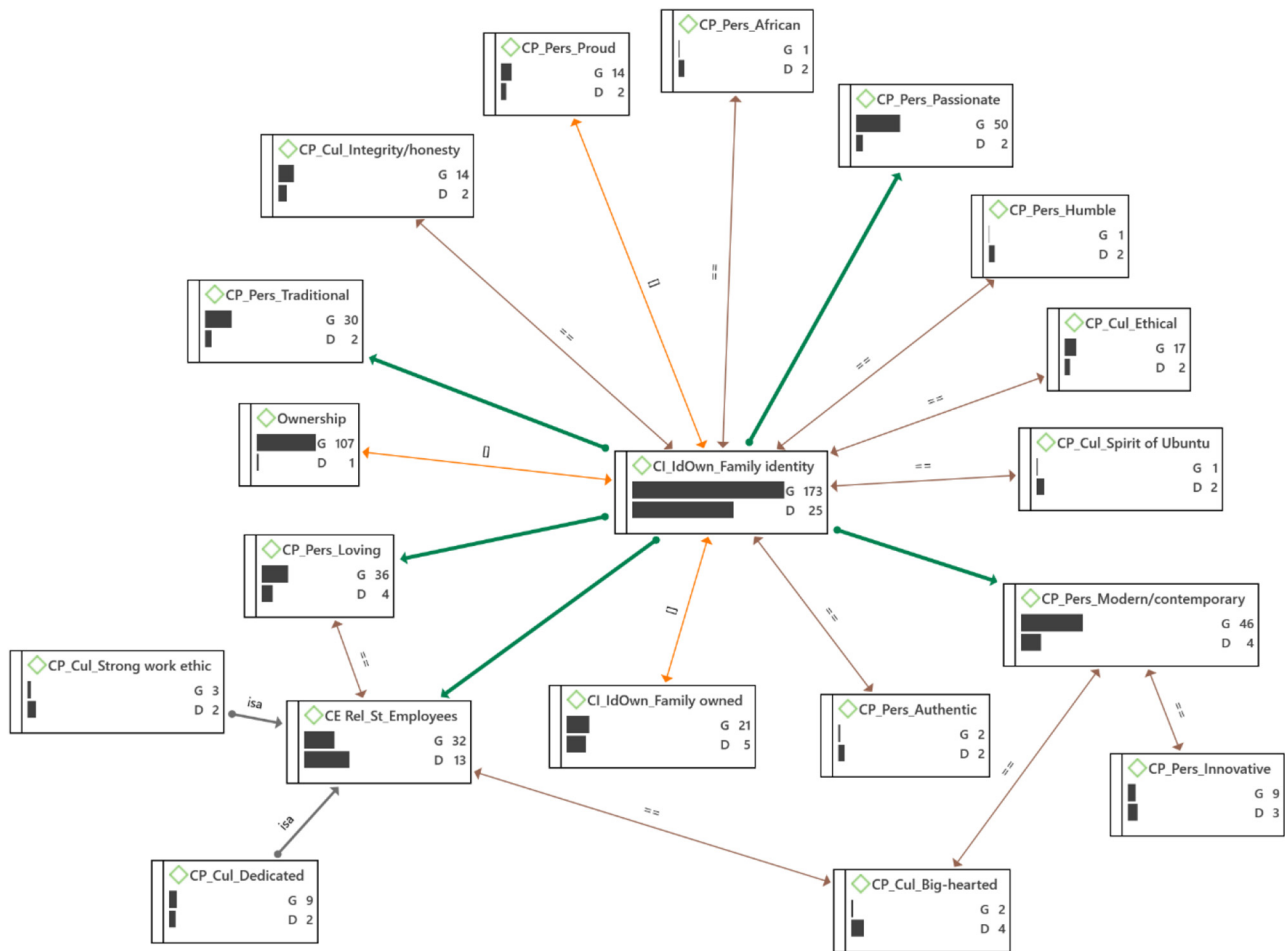 CP_Pers_African
G 1
D 2
CP_Pers_Proud
G 14
D 2
CP_Pers_Passionate
G 50
D 2
CP_Cul_Integrity/honesty
G 14
D 2
CP_Pers_Humble
G 1
D 2
CP_Pers_Traditional
G 30
D 2
CP_Cul_Ethical
G 17
D 2
Ownership
G 107
D 1
CP_Cul_Spirit of Ubuntu
G 1
D 2
CI_IdOwn_Family identity
G 173
D 25
CP_Pers_Loving
G 36
D 4
CP_Pers_Modern/contemporary
G 46
D 4
CP_Cul_Strong work ethic
G 3
D 2
CE Rel_St_Employees
G 32
D 13
CI_IdOwn_Family owned
G 21
D 5
CP_Pers_Authentic
G 2
D 2
CP_Pers_Innovative
G 9
D 3
CP_Cul_Dedicated
G 9
D 2
CP_Cul_Big-hearted
G 2
D 4
[]
==
==
==
==
==
[]
[]
==
==
==
==
==
isa
isa